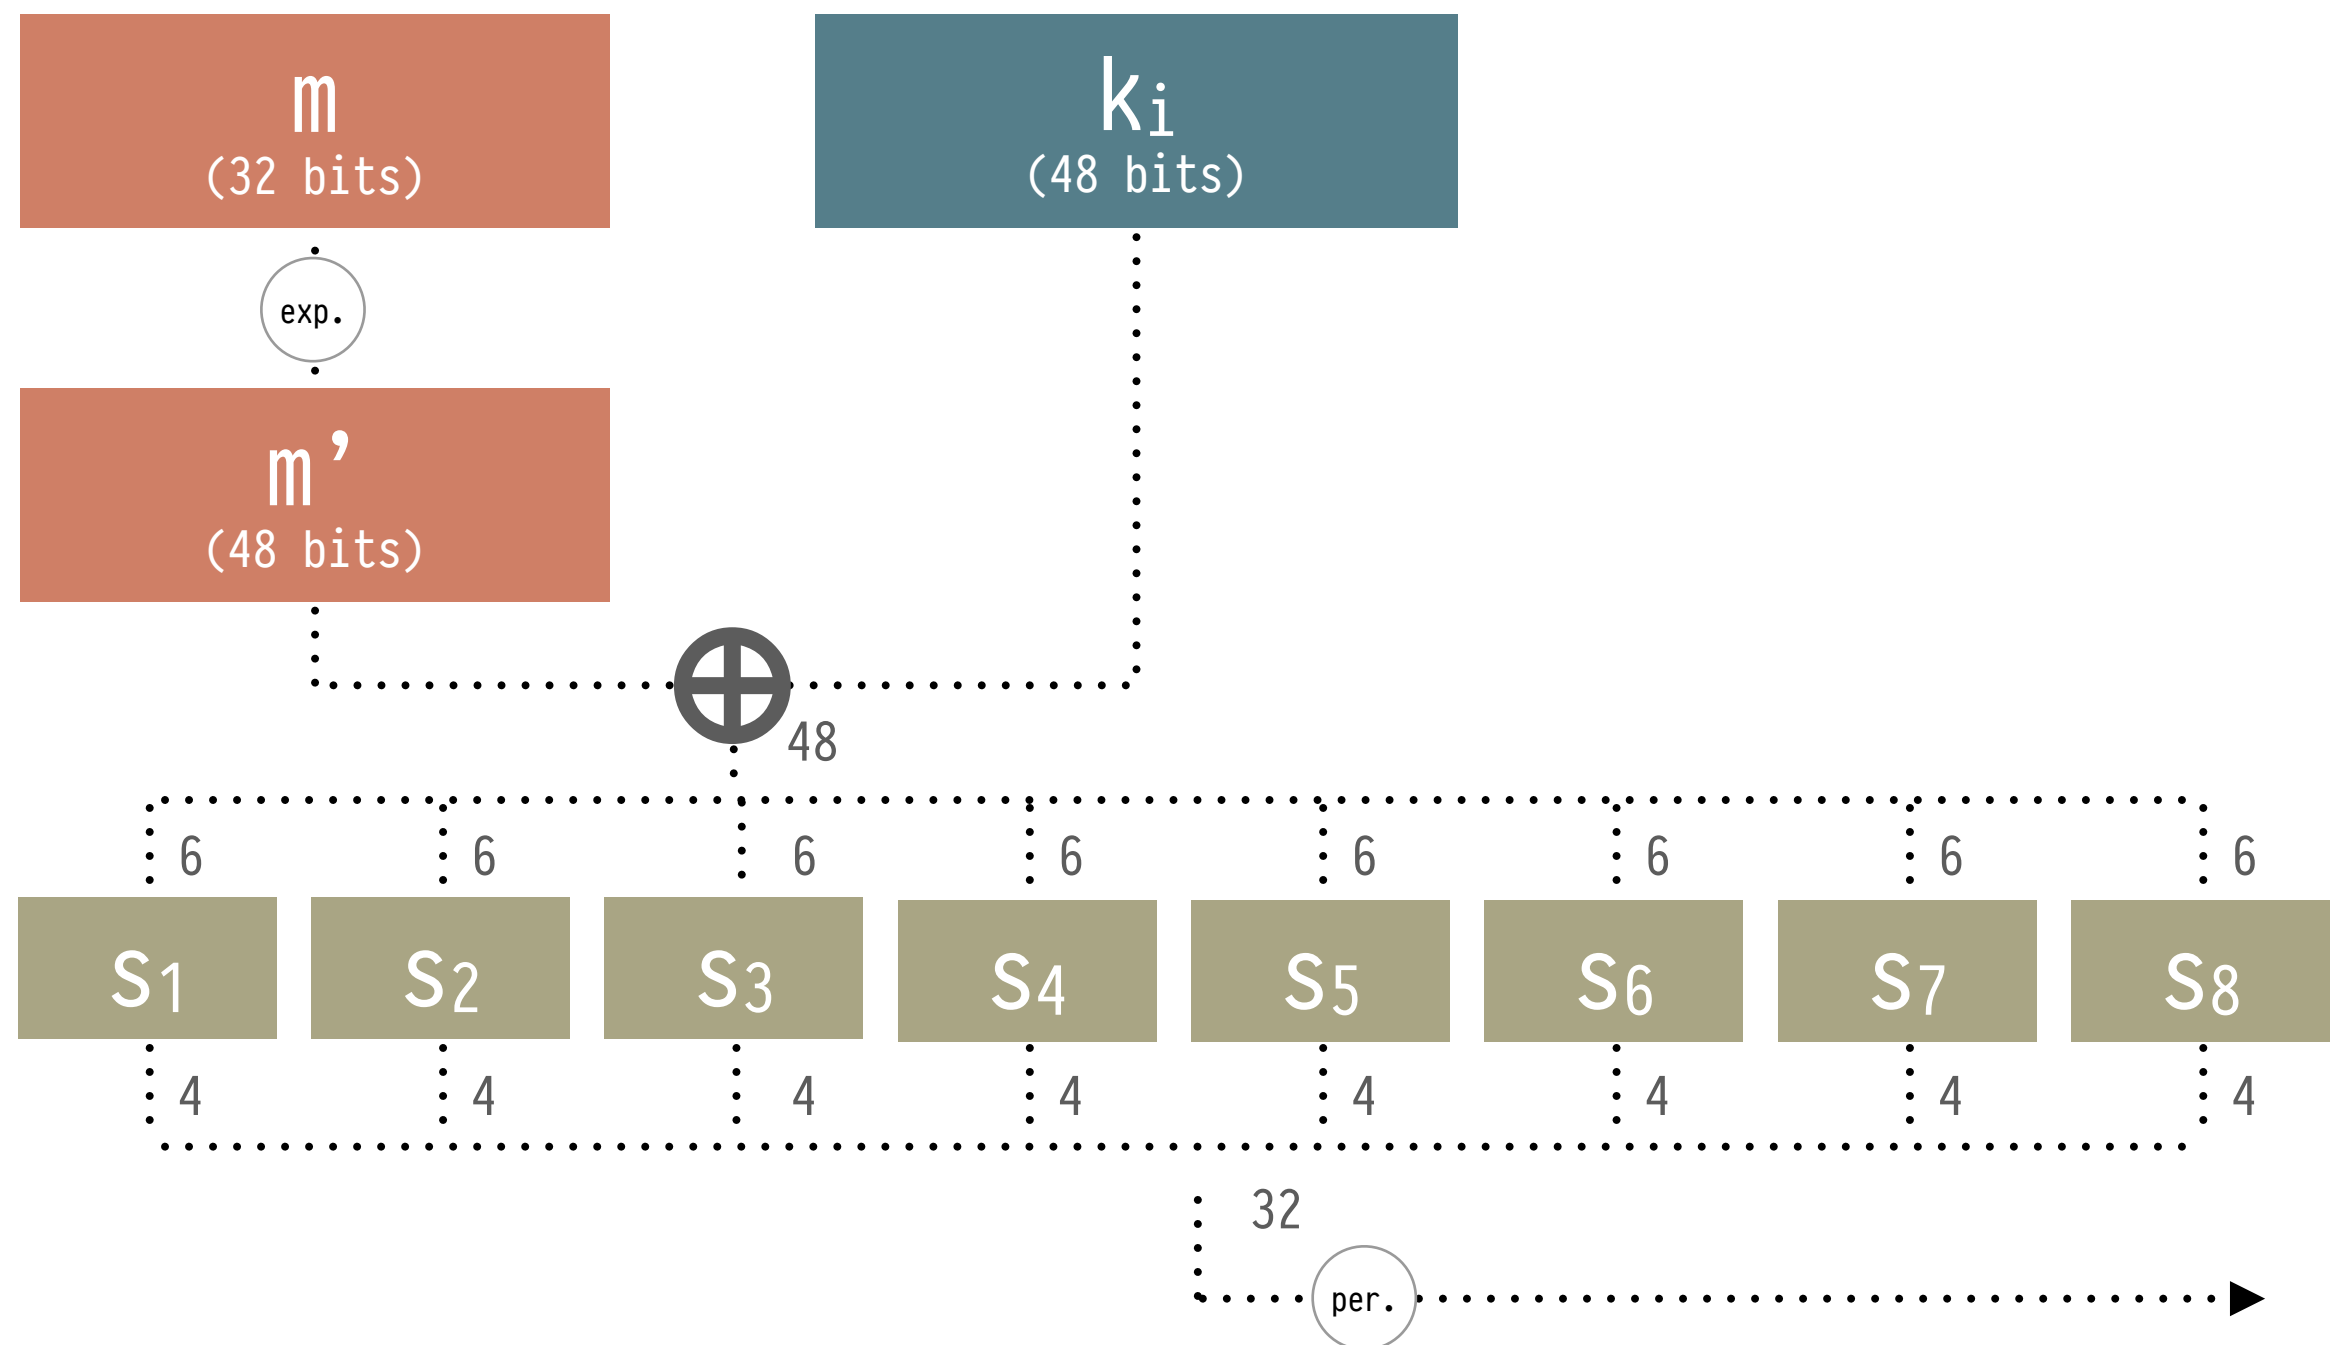 m
(32 bits)
ki
(48 bits)
exp.
m’
(48 bits)
48
6 6 6 6 6 6 6 6
S1 S2 S3 S4 S5 S6 S7 S8
4 4 4 4 4 4 4 4
32
per.